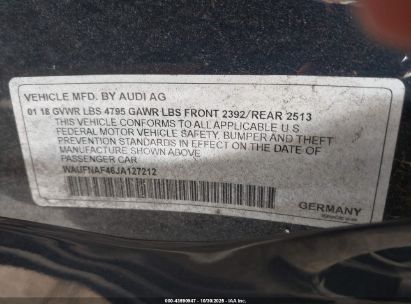 VEHICLE MFD. BY AUDI AG
01 18 GVWR LBS 4795 GAWR LBS FRONT 2392/REAR 2513
THIS VEHICLE CONFORMS TO ALL APPLICABLE U S
FEDERAL MOTOR VEHICLE SAFETY, BUMPER AND THEFT
PREVENTION STANDARDS IN EFFECT ON THE DATE OF
MANUFACTURE SHOWN ABOVE
PASSENGER CAR
WAUFNAF46JA127212
GERMANY